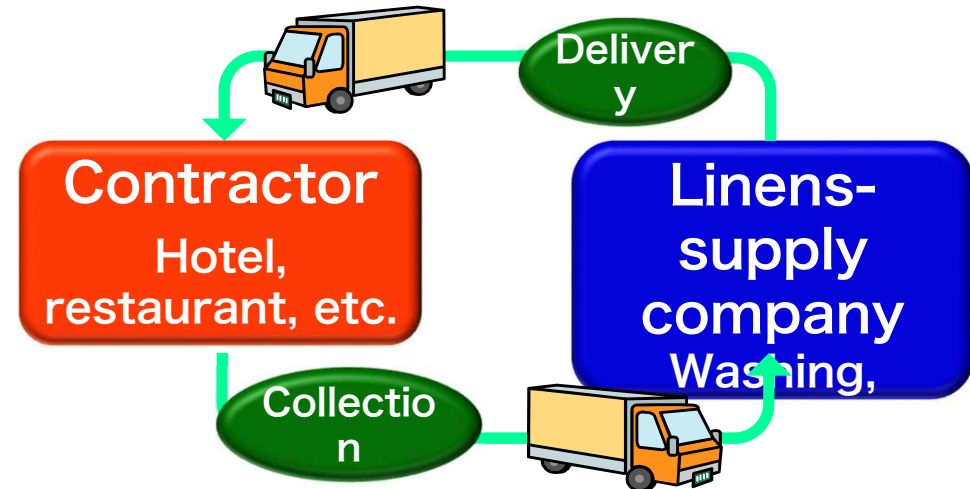 Deliver
y
Contractor
Hotel,
restaurant, etc.
Linens-
supply
company
Washing,
Collectio
n